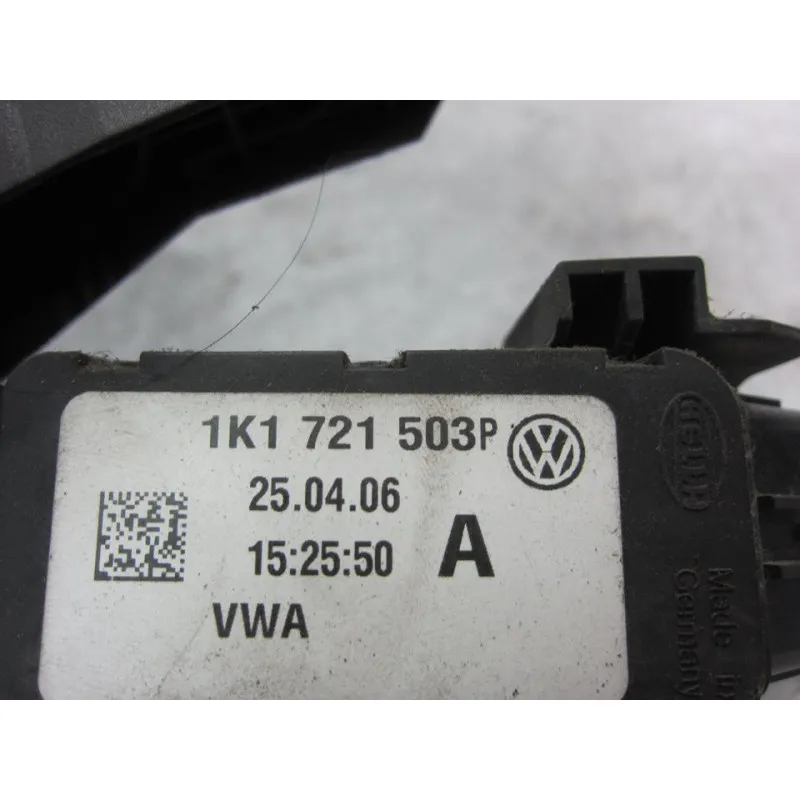 1K1 721 503P
25.04.06
15:25:50 A
VWA
HELLA
Made in
Germany